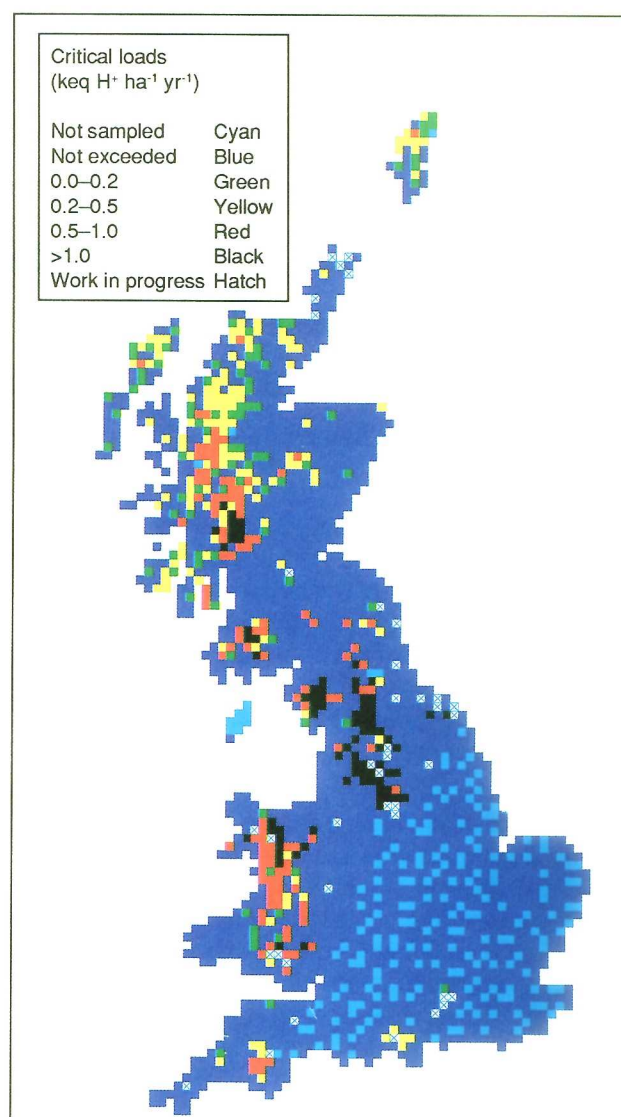 Critical loads
(keq H⁺ ha⁻¹ yr⁻¹)
Not sampled Cyan
Not exceeded Blue
0.0–0.2 Green
0.2–0.5 Yellow
0.5–1.0 Red
>1.0 Black
Work in progress Hatch